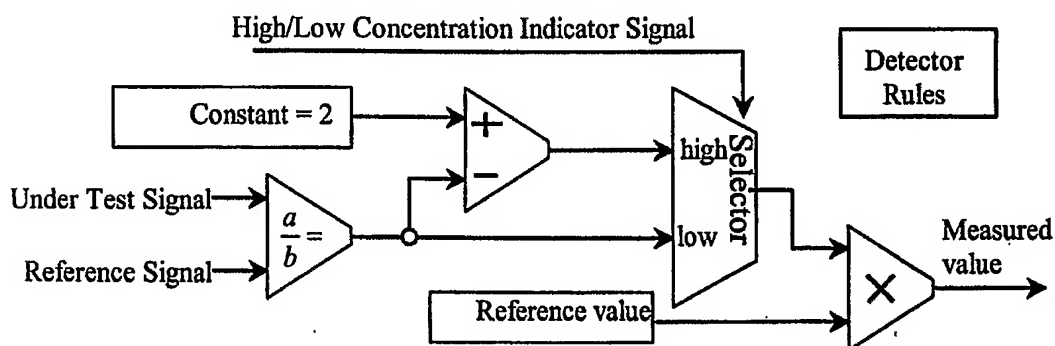 High/Low Concentration Indicator Signal
Detector
Rules
Constant = 2
+
−
high
Selector
low
Under Test Signal
a
b =
Reference Signal
Reference value
×
Measured
value